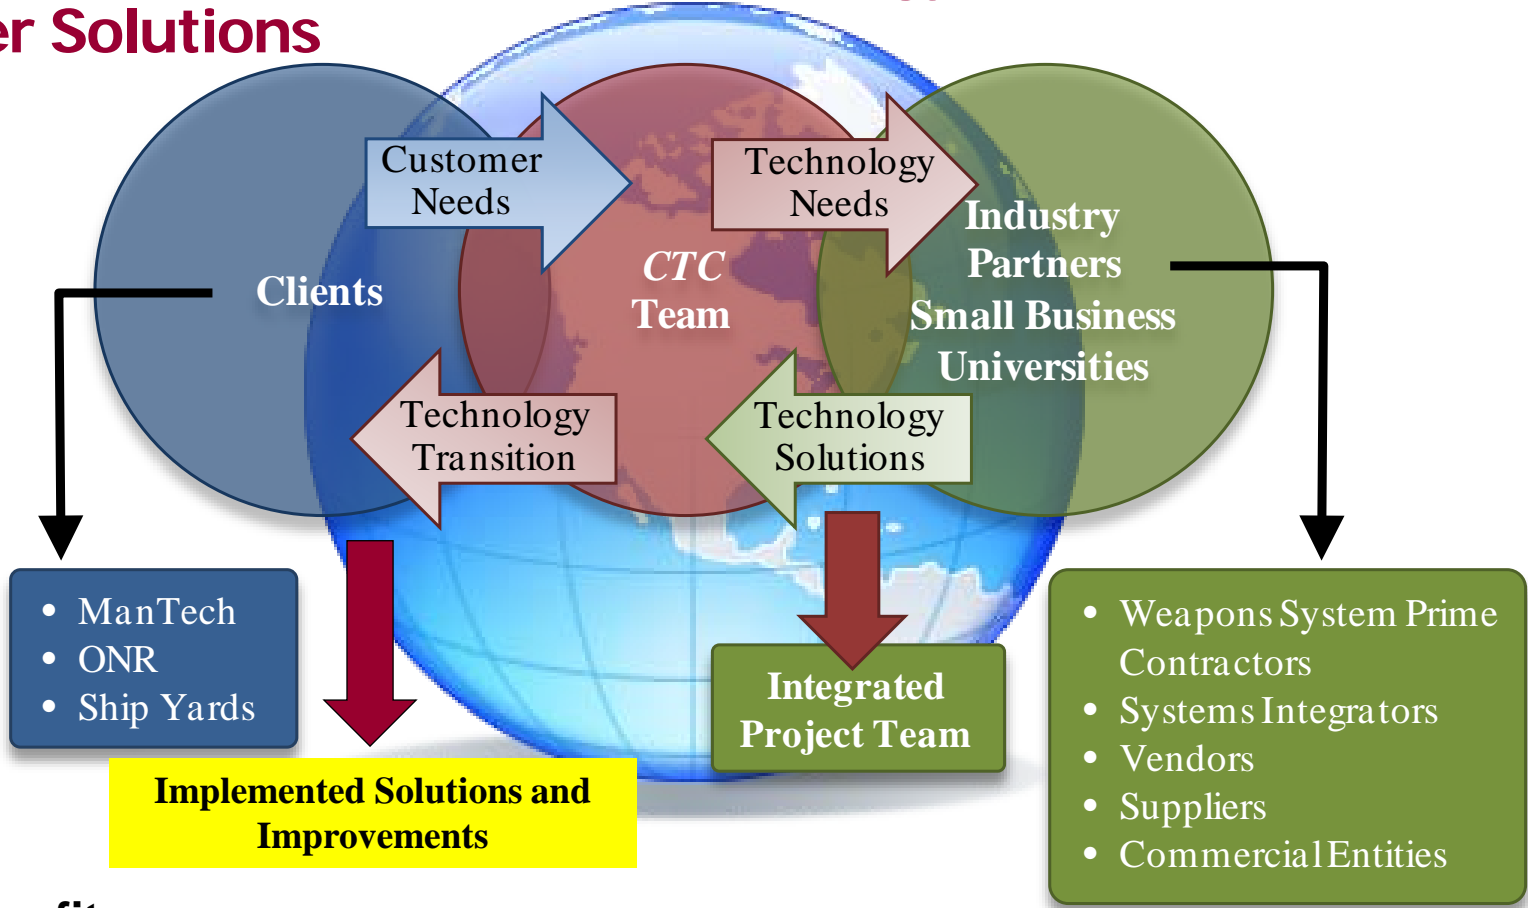 Solutions
Customer
Needs
Technology
Needs
Clients
CTC
Team
Industry
Partners
Small Business
Universities
Technology
Transition
Technology
Solutions
• ManTech
• ONR
• Ship Yards
Implemented Solutions and
Improvements
Integrated
Project Team
• Weapons System Prime
Contractors
• Systems Integrators
• Vendors
• Suppliers
• Commercial Entities